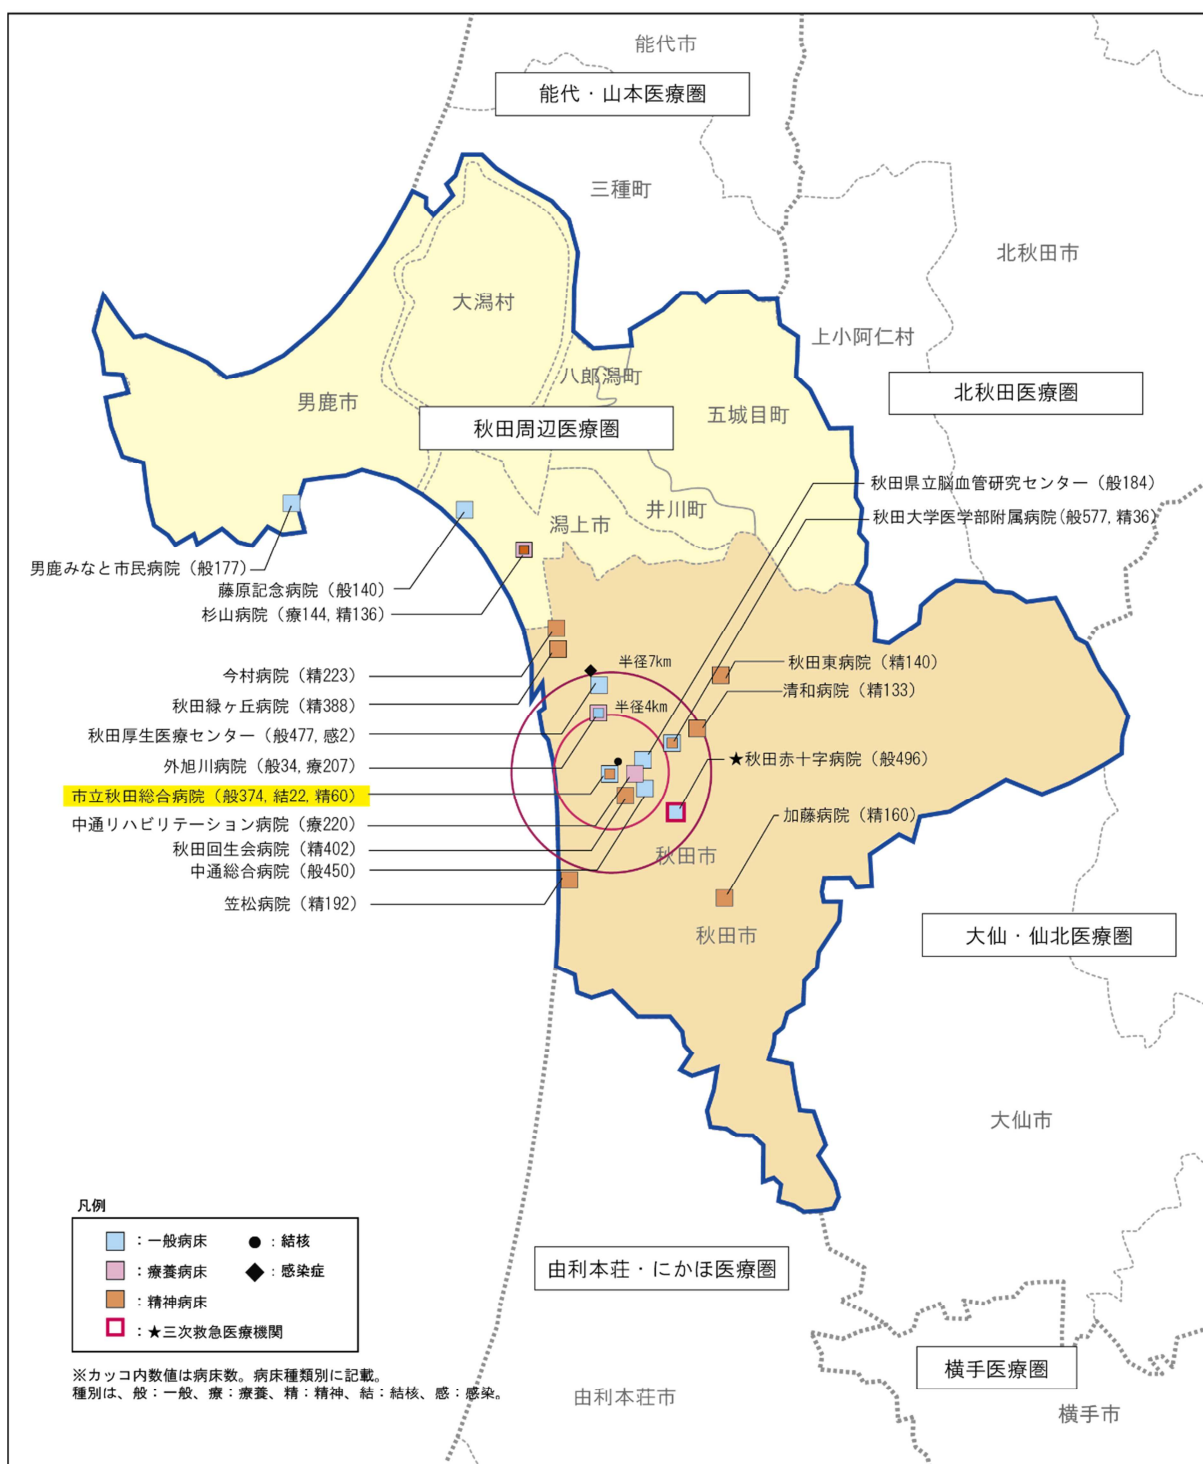 能代市
能代・山本医療圏
三種町
北秋田市
大潟村
上小阿仁村
八郎潟町
北秋田医療圏
男鹿市
五城目町
秋田周辺医療圏
秋田県立脳血管研究センター（般184）
井川町
秋田大学医学部附属病院(般577, 精36)
潟上市
男鹿みなと市民病院（般177）
藤原記念病院（般140）
杉山病院（療144, 精136）
半径7km
秋田東病院（精140）
今村病院（精223）
清和病院（精133）
秋田緑ヶ丘病院（精388）
半径4km
秋田厚生医療センター（般477, 感2）
★秋田赤十字病院（般496）
外旭川病院（般34, 療207）
市立秋田総合病院（般374, 結22, 精60）
加藤病院（精160）
中通リハビリテーション病院（療220）
秋田回生会病院（精402）
秋田市
中通総合病院（般450）
笠松病院（精192）
秋田市
大仙・仙北医療圏
大仙市
凡例
：一般病床
：結核
：療養病床
：感染症
：精神病床
：★三次救急医療機関
由利本荘・にかほ医療圏
横手医療圏
※カッコ内数値は病床数。病床種類別に記載。
種別は、般：一般、療：療養、精：精神、結：結核、感：感染。
由利本荘市
横手市